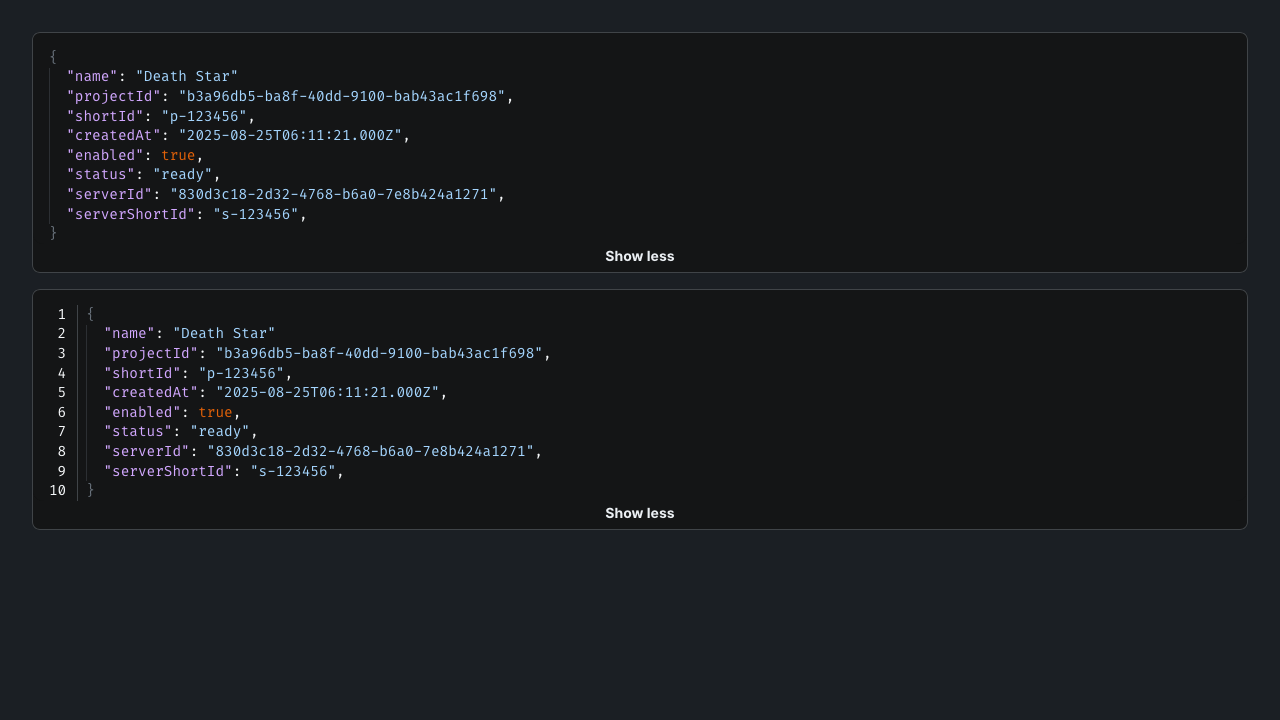 {
"name": "Death Star"
"projectId": "b3a96db5-ba8f-40dd-9100-bab43ac1f698",
"shortId": "p-123456",
"createdAt": "2025-08-25T06:11:21.000Z",
"enabled": true,
"status": "ready",
"serverId": "830d3c18-2d32-4768-b6a0-7e8b424a1271",
"serverShortId": "s-123456",
}
Show less
1 {
2 "name": "Death Star"
3 "projectId": "b3a96db5-ba8f-40dd-9100-bab43ac1f698",
4 "shortId": "p-123456",
5 "createdAt": "2025-08-25T06:11:21.000Z",
6 "enabled": true,
7 "status": "ready",
8 "serverId": "830d3c18-2d32-4768-b6a0-7e8b424a1271",
9 "serverShortId": "s-123456",
10 }
Show less